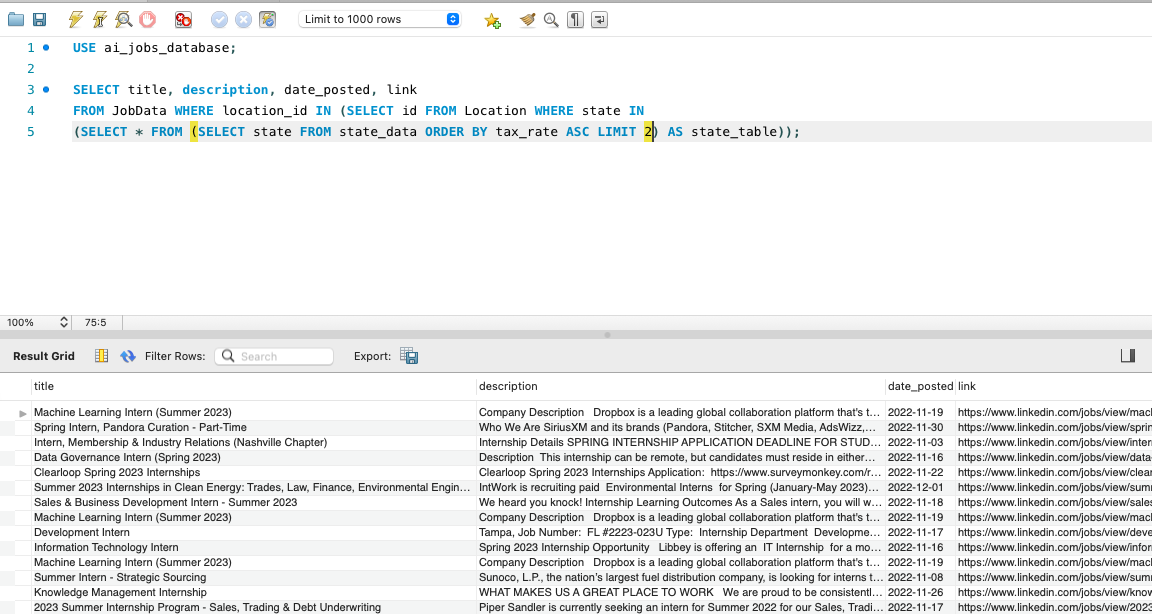 Limit to 1000 rows
1 USE ai_jobs_database;
2
3 SELECT title, description, date_posted, link
4 FROM JobData WHERE location_id IN (SELECT id FROM Location WHERE state IN
5 (SELECT * FROM (SELECT state FROM state_data ORDER BY tax_rate ASC LIMIT 2) AS state_table));
100% 75:5
Result Grid Filter Rows: Search Export:
title description date_posted link
Machine Learning Intern (Summer 2023) Company Description Dropbox is a leading global collaboration platform that's t... 2022-11-19 https://www.linkedin.com/jobs/view/mac
Spring Intern, Pandora Curation - Part-Time Who We Are SiriusXM and its brands (Pandora, Stitcher, SXM Media, AdsWizz,... 2022-11-30 https://www.linkedin.com/jobs/view/sprin
Intern, Membership & Industry Relations (Nashville Chapter) Internship Details SPRING INTERNSHIP APPLICATION DEADLINE FOR STUD... 2022-11-03 https://www.linkedin.com/jobs/view/inter
Data Governance Intern (Spring 2023) Description This internship can be remote, but candidates must reside in either... 2022-11-16 https://www.linkedin.com/jobs/view/data-
Clearloop Spring 2023 Internships Clearloop Spring 2023 Internships Application: https://www.surveymonkey.com/r... 2022-11-22 https://www.linkedin.com/jobs/view/clear
Summer 2023 Internships in Clean Energy: Trades, Law, Finance, Environmental Engin... IntWork is recruiting paid Environmental Interns for Spring (January-May 2023)... 2022-12-01 https://www.linkedin.com/jobs/view/sum
Sales & Business Development Intern - Summer 2023 We heard you knock! Internship Learning Outcomes As a Sales intern, you will w... 2022-11-18 https://www.linkedin.com/jobs/view/sales
Machine Learning Intern (Summer 2023) Company Description Dropbox is a leading global collaboration platform that's t... 2022-11-19 https://www.linkedin.com/jobs/view/mac
Development Intern Tampa, Job Number: FL #2223-023U Type: Internship Department Developme... 2022-11-17 https://www.linkedin.com/jobs/view/deve
Information Technology Intern Spring 2023 Internship Opportunity Libbey is offering an IT Internship for a mo... 2022-11-16 https://www.linkedin.com/jobs/view/infor
Machine Learning Intern (Summer 2023) Company Description Dropbox is a leading global collaboration platform that's t... 2022-11-19 https://www.linkedin.com/jobs/view/mac
Summer Intern - Strategic Sourcing Sunoco, L.P., the nation's largest fuel distribution company, is looking for interns t... 2022-11-08 https://www.linkedin.com/jobs/view/sum
Knowledge Management Internship WHAT MAKES US A GREAT PLACE TO WORK We are proud to be consistentl... 2022-11-26 https://www.linkedin.com/jobs/view/know
2023 Summer Internship Program - Sales, Trading & Debt Underwriting Piper Sandler is currently seeking an intern for Summer 2022 for our Sales, Tradi... 2022-11-17 https://www.linkedin.com/jobs/view/2023